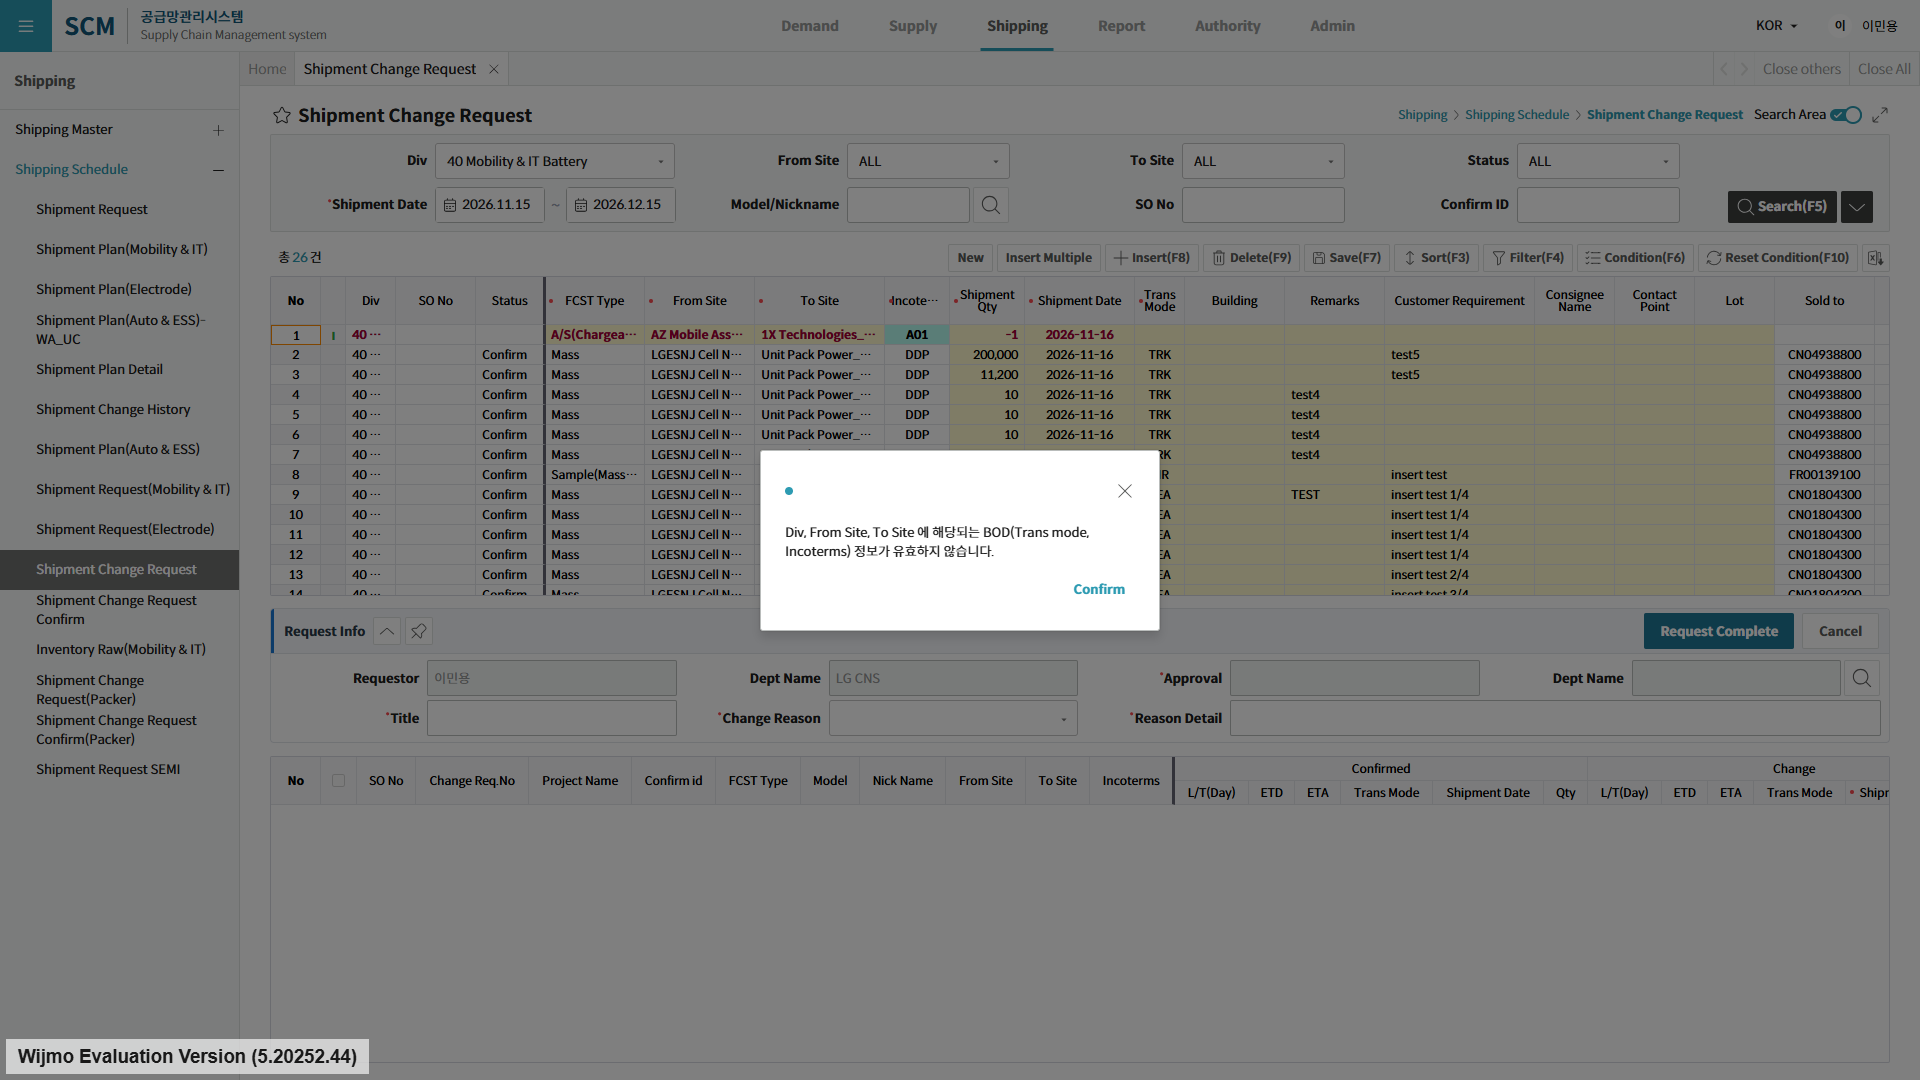 SCM
공급망관리시스템
Supply Chain Management system
Demand
Supply
Shipping
Report
Authority
Admin
KOR
이
이민용
Shipping
Home
Shipment Change Request
Close others
Close All
Shipping Master
Shipping Schedule
Shipment Request
Shipment Plan(Mobility & IT)
Shipment Plan(Electrode)
Shipment Plan(Auto & ESS)-
WA_UC
Shipment Plan Detail
Shipment Change History
Shipment Plan(Auto & ESS)
Shipment Request(Mobility & IT)
Shipment Request(Electrode)
Shipment Change Request
Shipment Change Request
Confirm
Inventory Raw(Mobility & IT)
Shipment Change
Request(Packer)
Shipment Change Request
Confirm(Packer)
Shipment Request SEMI
Shipment Change Request
Shipping > Shipping Schedule > Shipment Change Request
Search Area
Div 40 Mobility & IT Battery From Site ALL To Site ALL Status ALL
*Shipment Date 2026.11.15 ~ 2026.12.15 Model/Nickname SO No Confirm ID
Search(F5)
총 26 건
New Insert Multiple Insert(F8) Delete(F9) Save(F7) Sort(F3) Filter(F4) Condition(F6) Reset Condition(F10)
No Div SO No Status FCST Type From Site To Site Incote··· Shipment Qty Shipment Date Trans Mode Building Remarks Customer Requirement Consignee Name Contact Point Lot Sold to
1 I 40 ··· A/S(Chargea··· AZ Mobile Ass··· 1X Technologies_··· A01 -1 2026-11-16
2 40 ··· Confirm Mass LGESNJ Cell N··· Unit Pack Power_··· DDP 200,000 2026-11-16 TRK test5 CN04938800
3 40 ··· Confirm Mass LGESNJ Cell N··· Unit Pack Power_··· DDP 11,200 2026-11-16 TRK test5 CN04938800
4 40 ··· Confirm Mass LGESNJ Cell N··· Unit Pack Power_··· DDP 10 2026-11-16 TRK test4 CN04938800
5 40 ··· Confirm Mass LGESNJ Cell N··· Unit Pack Power_··· DDP 10 2026-11-16 TRK test4 CN04938800
6 40 ··· Confirm Mass LGESNJ Cell N··· Unit Pack Power_··· DDP 10 2026-11-16 TRK test4 CN04938800
7 40 ··· Confirm Mass LGESNJ Cell N··· RK test4 CN04938800
8 40 ··· Confirm Sample(Mass··· LGESNJ Cell N··· R insert test FR00139100
9 40 ··· Confirm Mass LGESNJ Cell N··· EA TEST insert test 1/4 CN01804300
10 40 ··· Confirm Mass LGESNJ Cell N··· EA insert test 1/4 CN01804300
11 40 ··· Confirm Mass LGESNJ Cell N··· EA insert test 1/4 CN01804300
12 40 ··· Confirm Mass LGESNJ Cell N··· EA insert test 1/4 CN01804300
13 40 ··· Confirm Mass LGESNJ Cell N··· EA insert test 2/4 CN01804300
Div, From Site, To Site 에 해당되는 BOD(Trans mode,
Incoterms) 정보가 유효하지 않습니다.
Confirm
Request Info
Request Complete
Cancel
Requestor 이민용 Dept Name LG CNS *Approval Dept Name
*Title *Change Reason *Reason Detail
No SO No Change Req.No Project Name Confirm id FCST Type Model Nick Name From Site To Site Incoterms
Confirmed Change
L/T(Day) ETD ETA Trans Mode Shipment Date Qty L/T(Day) ETD ETA Trans Mode Shipr
Wijmo Evaluation Version (5.20252.44)